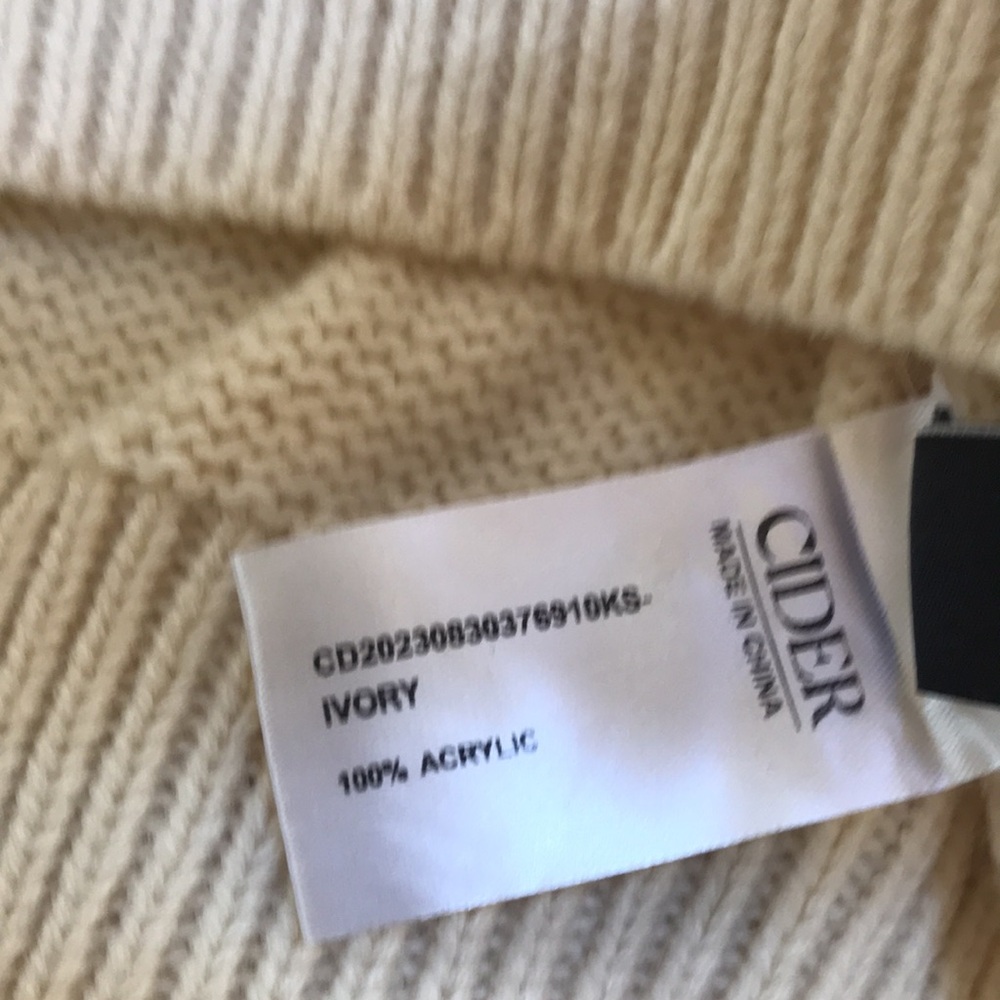 CIDER
MADE IN CHINA
CD20230830376910KS-
IVORY
100% ACRYLIC